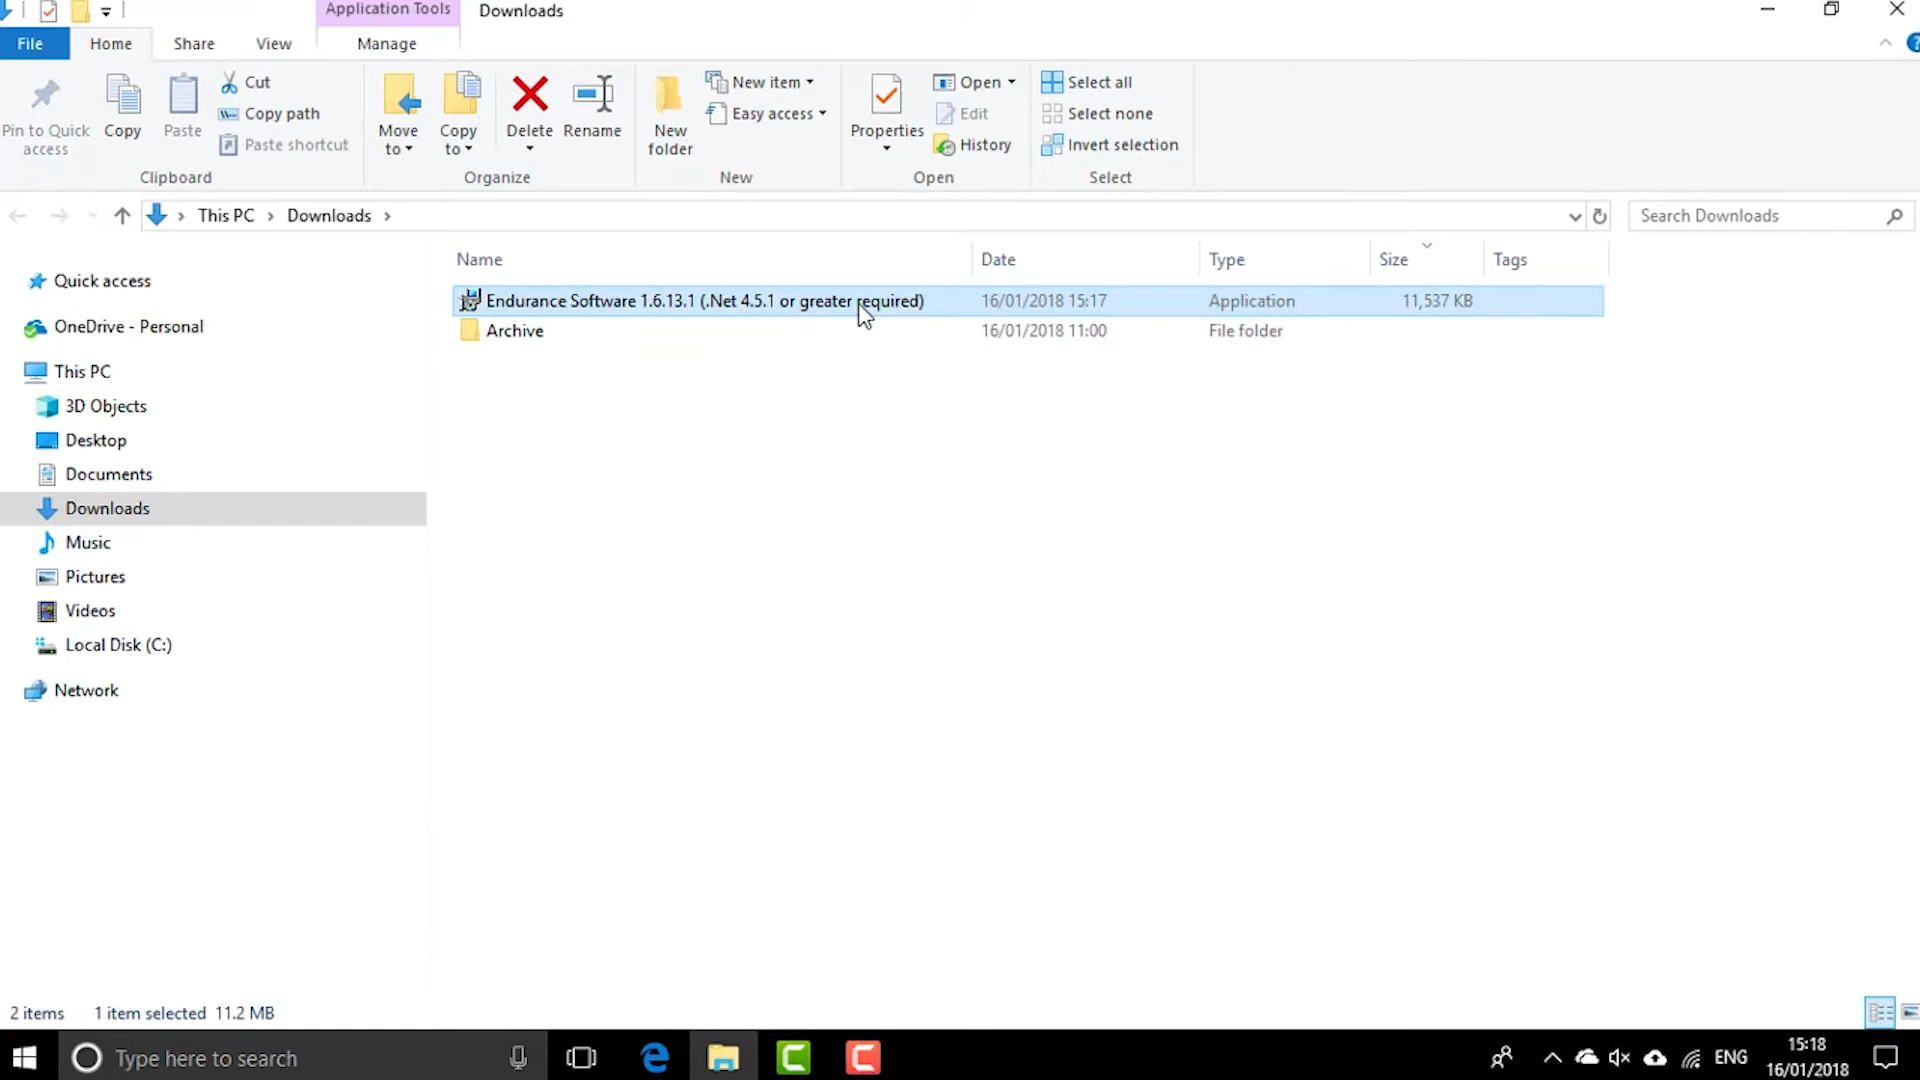 Application Tools
Downloads
File
Home
Share
View
Manage
Pin to Quick access
Copy
Paste
Cut
Copy path
Paste shortcut
Clipboard
Move to
Copy to
Delete
Rename
Organize
New folder
New item
Easy access
New
Properties
Open
Edit
History
Open
Select all
Select none
Invert selection
Select
This PC
Downloads
Search Downloads
Name
Date
Type
Size
Tags
Endurance Software 1.6.13.1 (.Net 4.5.1 or greater required) 16/01/2018 15:17 Application 11,537 KB
Archive 16/01/2018 11:00 File folder
Quick access
OneDrive - Personal
This PC
3D Objects
Desktop
Documents
Downloads
Music
Pictures
Videos
Local Disk (C:)
Network
2 items 1 item selected 11.2 MB
Type here to search
ENG
15:18
16/01/2018